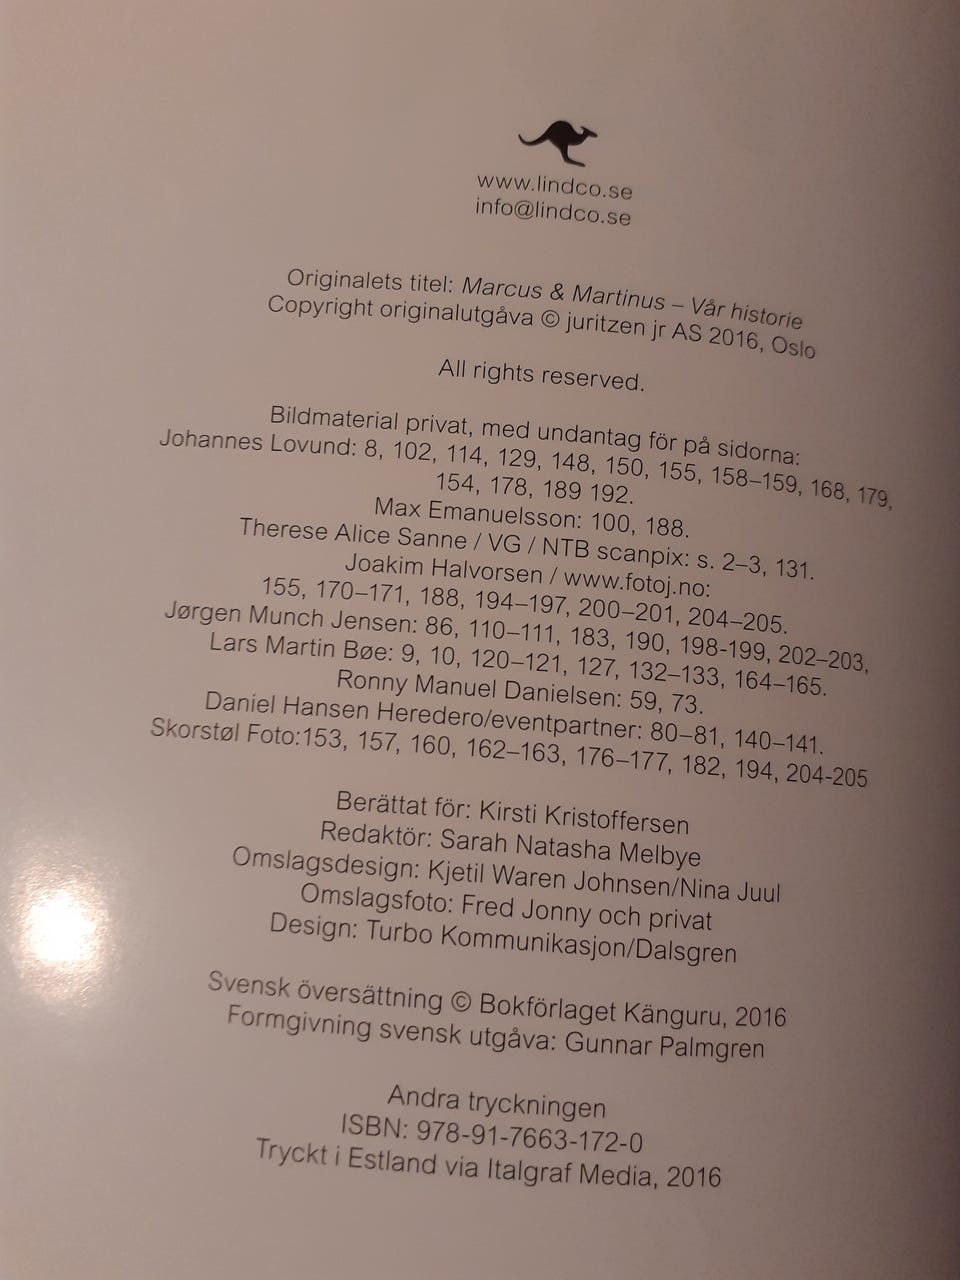 www.lindco.se
info@lindco.se
Originalets titel: Marcus & Martinus – Vår historie
Copyright originalutgåva © juritzen jr AS 2016, Oslo
All rights reserved.
Bildmaterial privat, med undantag för på sidorna:
Johannes Lovund: 8, 102, 114, 129, 148, 150, 155, 158–159, 168, 179,
154, 178, 189 192.
Max Emanuelsson: 100, 188.
Therese Alice Sanne / VG / NTB scanpix: s. 2–3, 131.
Joakim Halvorsen / www.fotoj.no:
155, 170–171, 188, 194–197, 200–201, 204–205.
Jørgen Munch Jensen: 86, 110–111, 183, 190, 198-199, 202–203,
Lars Martin Bøe: 9, 10, 120–121, 127, 132–133, 164–165.
Ronny Manuel Danielsen: 59, 73.
Daniel Hansen Heredero/eventpartner: 80–81, 140–141.
Skorstøl Foto:153, 157, 160, 162–163, 176–177, 182, 194, 204-205
Berättat för: Kirsti Kristoffersen
Redaktör: Sarah Natasha Melbye
Omslagsdesign: Kjetil Waren Johnsen/Nina Juul
Omslagsfoto: Fred Jonny och privat
Design: Turbo Kommunikasjon/Dalsgren
Svensk översättning © Bokförlaget Känguru, 2016
Formgivning svensk utgåva: Gunnar Palmgren
Andra tryckningen
ISBN: 978-91-7663-172-0
Tryckt i Estland via Italgraf Media, 2016